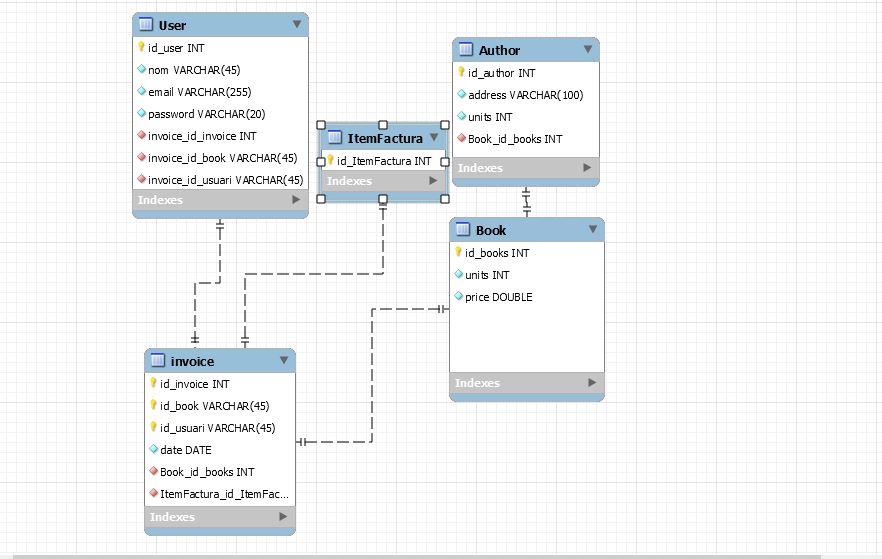 User
id_user INT
nom VARCHAR(45)
email VARCHAR(255)
password VARCHAR(20)
invoice_id_invoice INT
invoice_id_book VARCHAR(45)
invoice_id_usuari VARCHAR(45)
Indexes
ItemFactura
id_ItemFactura INT
Indexes
Author
id_author INT
address VARCHAR(100)
units INT
Book_id_books INT
Indexes
Book
id_books INT
units INT
price DOUBLE
Indexes
invoice
id_invoice INT
id_book VARCHAR(45)
id_usuari VARCHAR(45)
date DATE
Book_id_books INT
ItemFactura_id_ItemFac...
Indexes